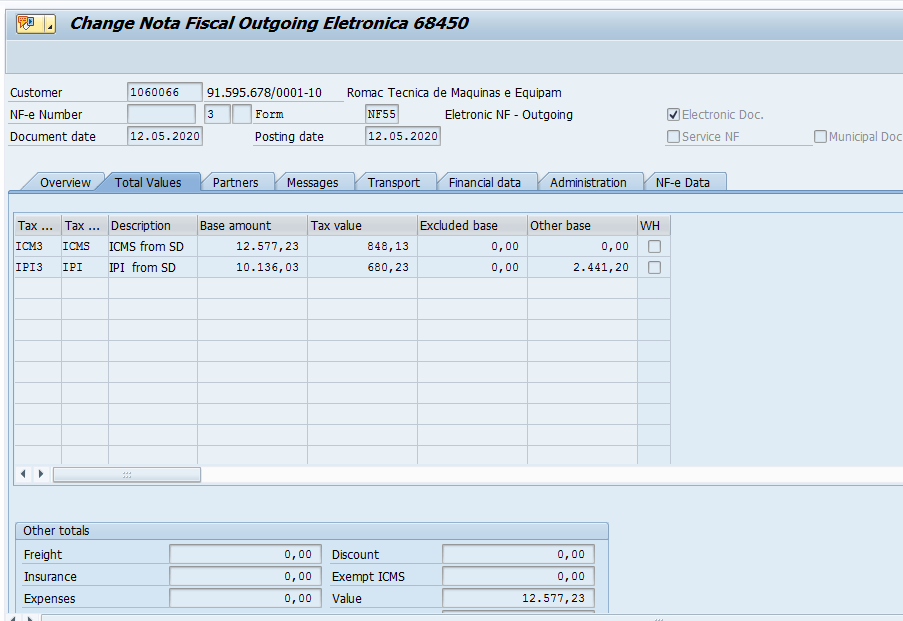 Change Nota Fiscal Outgoing Eletronica 68450
Customer 1060066 91.595.678/0001-10 Romac Tecnica de Maquinas e Equipam
NF-e Number 3 Form NF55 Eletronic NF - Outgoing Electronic Doc.
Document date 12.05.2020 Posting date 12.05.2020 Service NF Municipal Doc
Overview Total Values Partners Messages Transport Financial data Administration NF-e Data
Tax ... Tax ... Description Base amount Tax value Excluded base Other base WH
ICM3 ICMS ICMS from SD 12.577,23 848,13 0,00 0,00
IPI3 IPI IPI from SD 10.136,03 680,23 0,00 2.441,20
Other totals
Freight 0,00 Discount 0,00
Insurance 0,00 Exempt ICMS 0,00
Expenses 0,00 Value 12.577,23